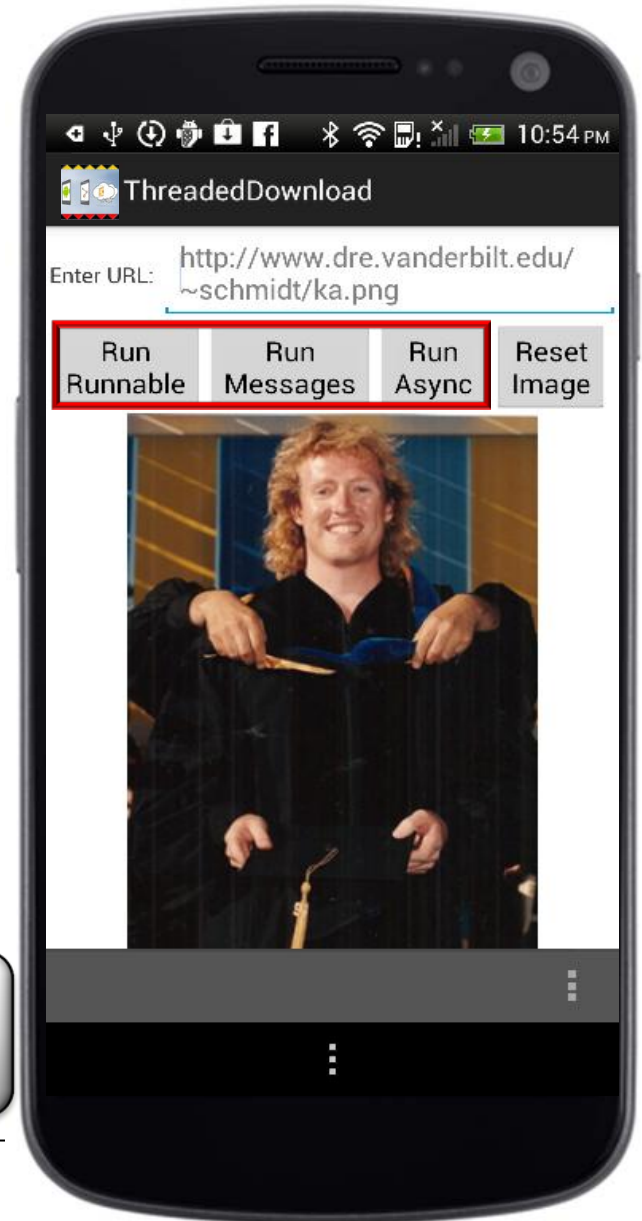 10:54 PM
ThreadedDownload
Enter URL:
http://www.dre.vanderbilt.edu/
~schmidt/ka.png
Run
Runnable
Run
Messages
Run
Async
Reset
Image